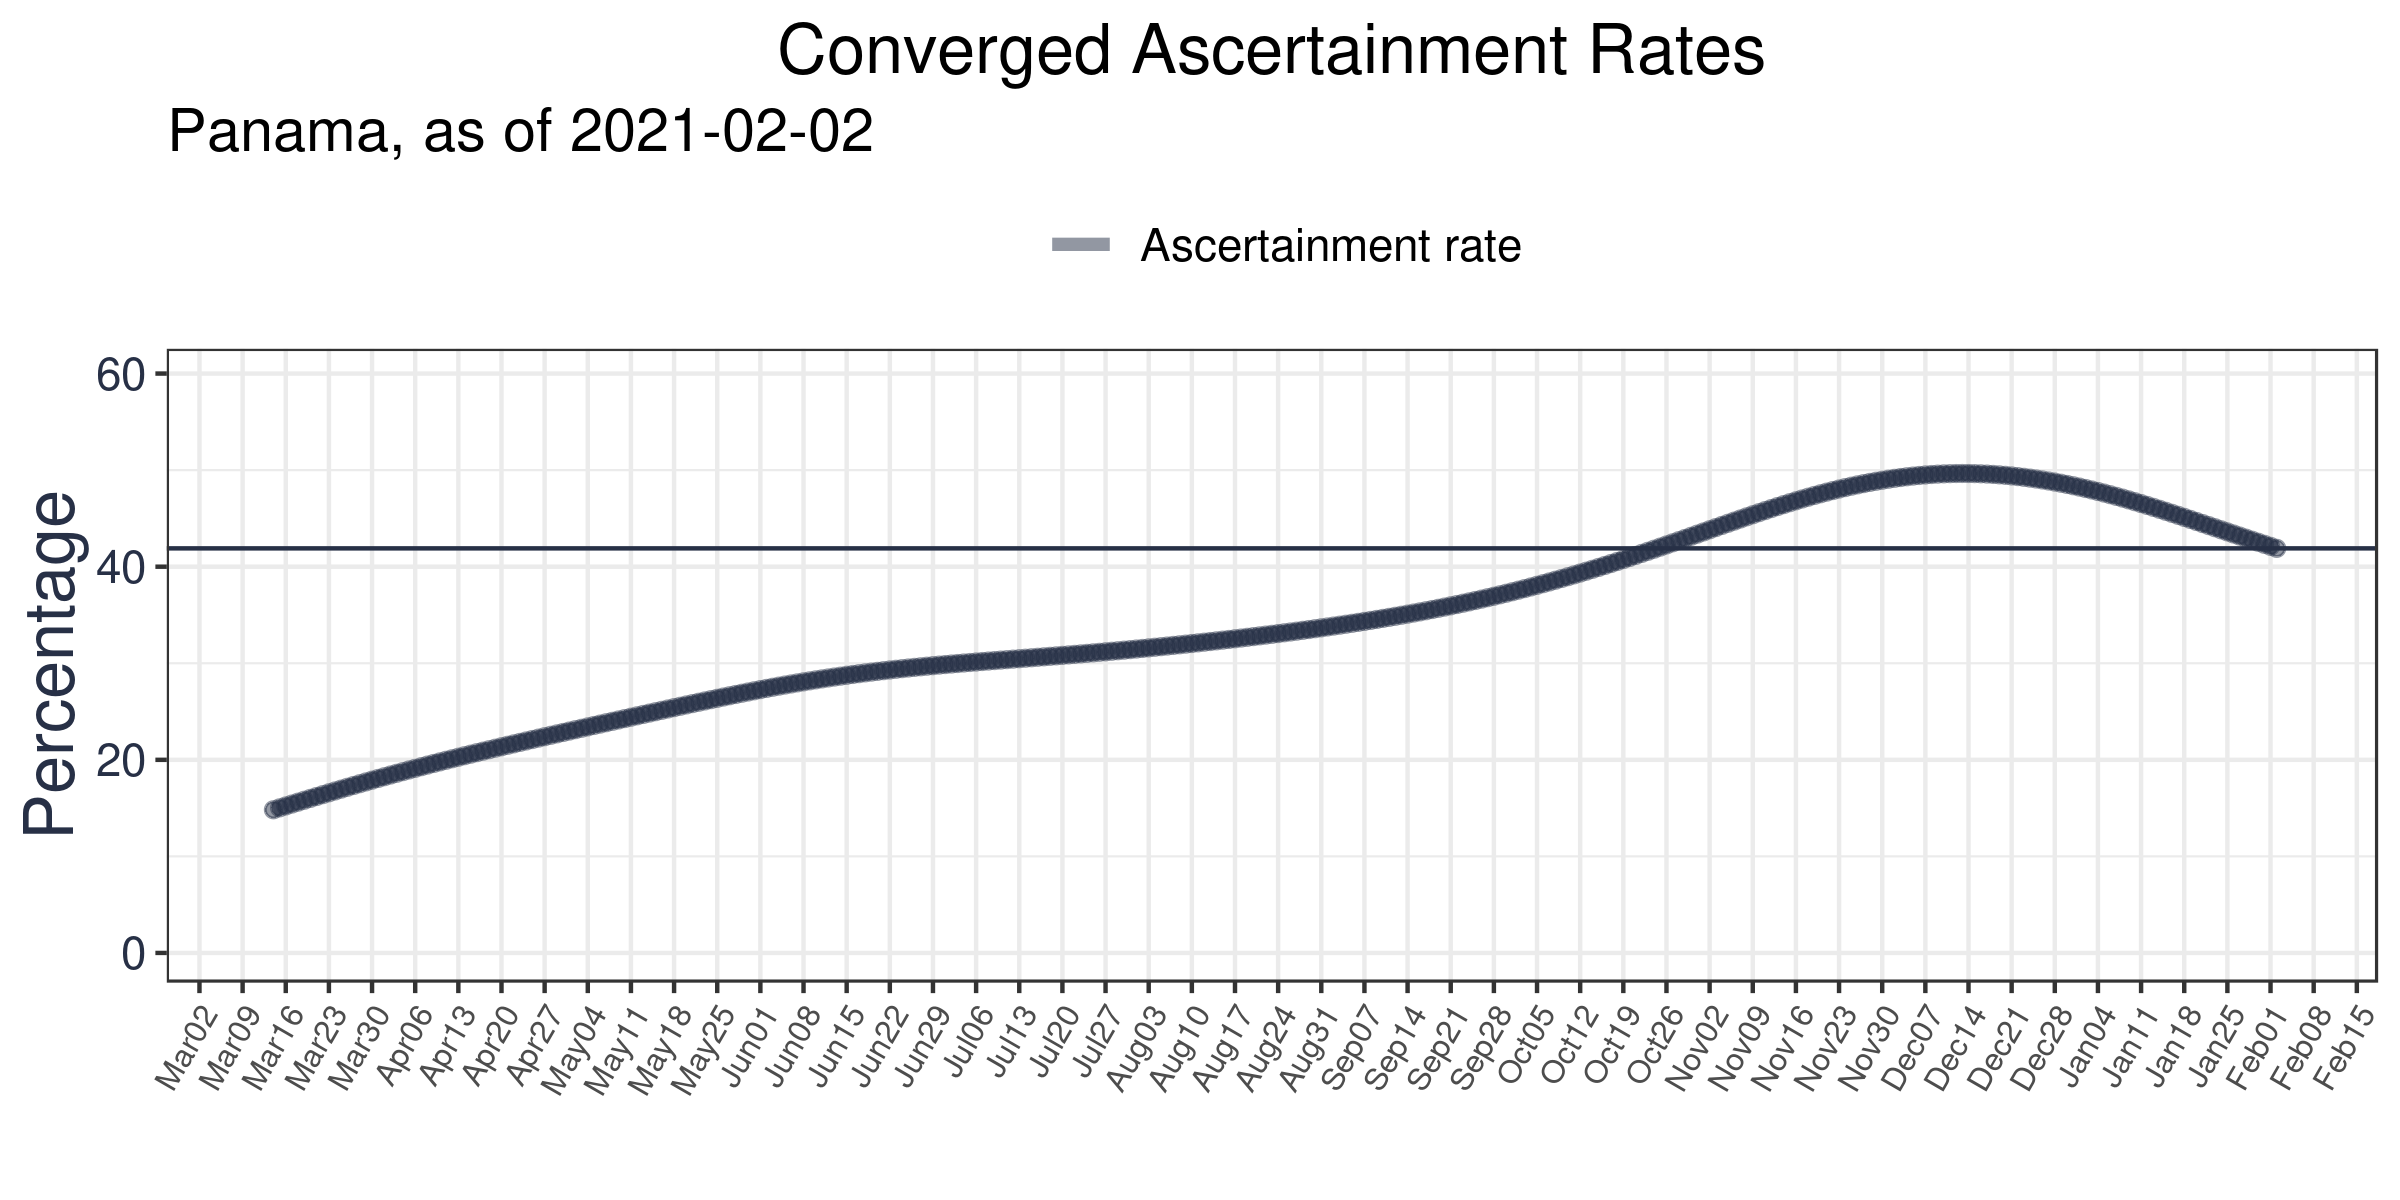 Converged Ascertainment Rates
Panama, as of 2021-02-02
Ascertainment rate
Percentage
60
40
20
0
Mar02
Mar09
Mar16
Mar23
Mar30
Apr06
Apr13
Apr20
Apr27
May04
May11
May18
May25
Jun01
Jun08
Jun15
Jun22
Jun29
Jul06
Jul13
Jul20
Jul27
Aug03
Aug10
Aug17
Aug24
Aug31
Sep07
Sep14
Sep21
Sep28
Oct05
Oct12
Oct19
Oct26
Nov02
Nov09
Nov16
Nov23
Nov30
Dec07
Dec14
Dec21
Dec28
Jan04
Jan11
Jan18
Jan25
Feb01
Feb08
Feb15